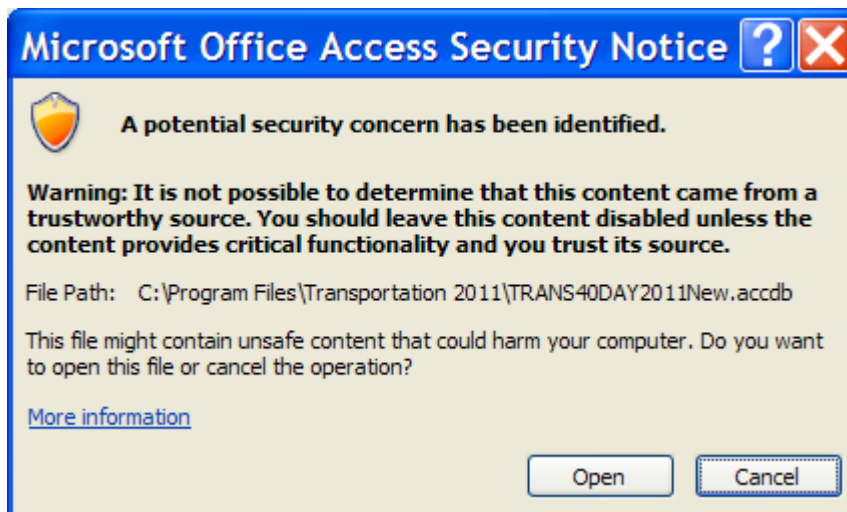 Microsoft Office Access Security Notice ?
A potential security concern has been identified.
Warning: It is not possible to determine that this content came from a
trustworthy source. You should leave this content disabled unless the
content provides critical functionality and you trust its source.
File Path: C:\Program Files\Transportation 2011\TRANS40DAY2011New.accdb
This file might contain unsafe content that could harm your computer. Do you want
to open this file or cancel the operation?
More information
Open Cancel